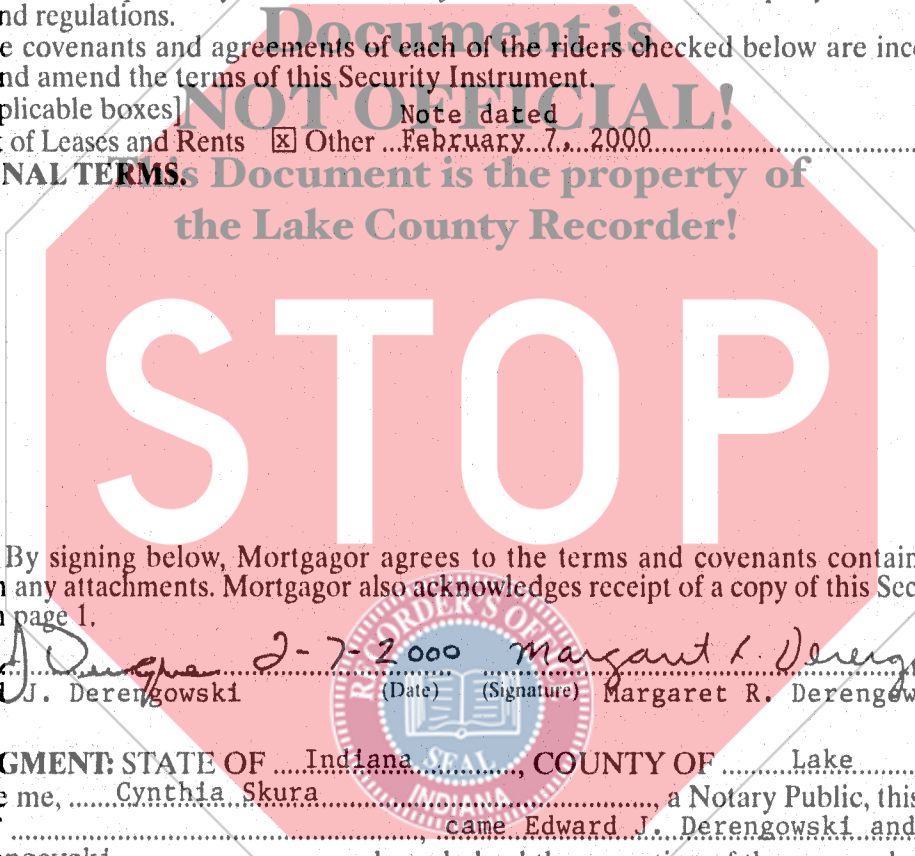 Document is
nd regulations.
e covenants and agreements of each of the riders checked below are inc
nd amend the terms of this Security Instrument.
NOT OFFICIAL!
plicable boxes]
Note dated
of Leases and Rents [x] Other ..February 7, 2000
NAL TERMS.
This Document is the property of
the Lake County Recorder!
STOP
By signing below, Mortgagor agrees to the terms and covenants contain
any attachments. Mortgagor also acknowledges receipt of a copy of this Sec
page 1.
RECORDER'S OF
2-7-2000 Margaret R. Dereng
J. Derengowski (Date) (Signature) Margaret R. Derengow
SEAL
INDIANA
GMENT: STATE OF ....Indiana............, COUNTY OF ........Lake
e me, ......Cynthia Skura......, a Notary Public, this
, came Edward J. Derengowski and